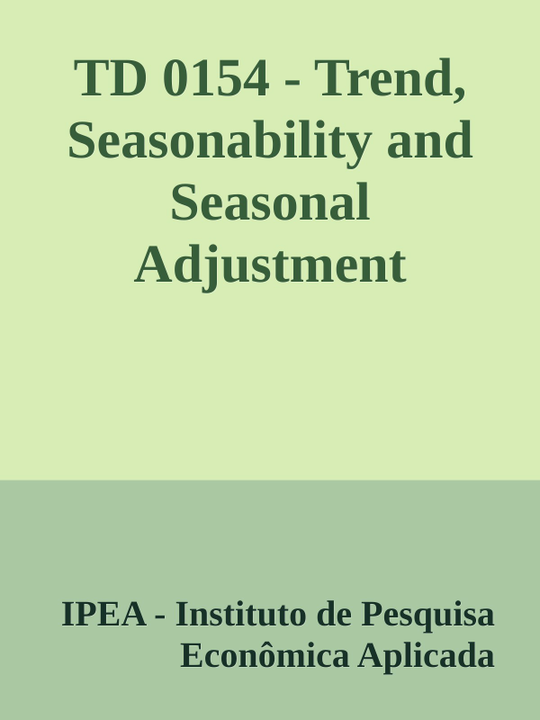 TD 0154 - Trend,
Seasonability and
Seasonal
Adjustment
IPEA - Instituto de Pesquisa
Econômica Aplicada